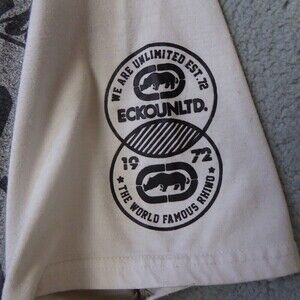 WE ARE UNLIMITED EST. 72
ECKOUNLTD.
19 72
THE WORLD FAMOUS RHINO